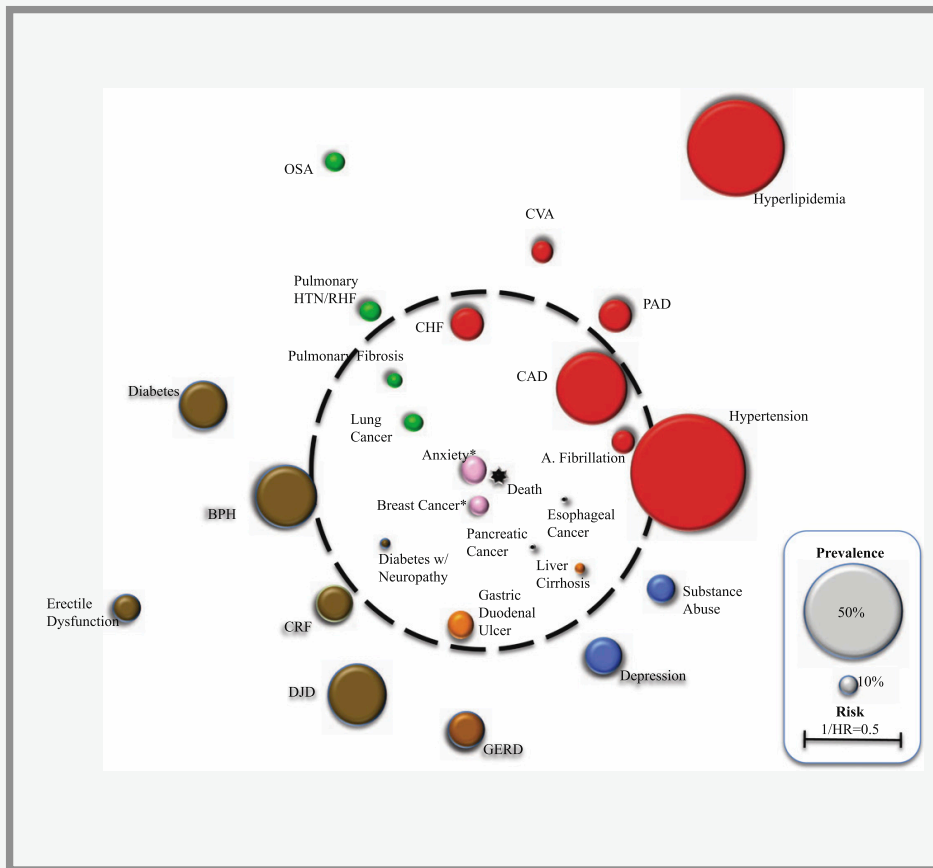 OSA
Hyperlipidemia
CVA
Pulmonary
HTN/RHF
PAD
CHF
Pulmonary Fibrosis
CAD
Diabetes
Lung
Cancer
Hypertension
Anxiety*
A. Fibrillation
Death
Breast Cancer*
BPH
Esophageal
Cancer
Pancreatic
Cancer
Diabetes w/
Neuropathy
Liver
Cirrhosis
Erectile
Dysfunction
CRF
Gastric
Duodenal
Ulcer
Substance
Abuse
Depression
DJD
GERD
Prevalence
50%
10%
Risk
1/HR=0.5